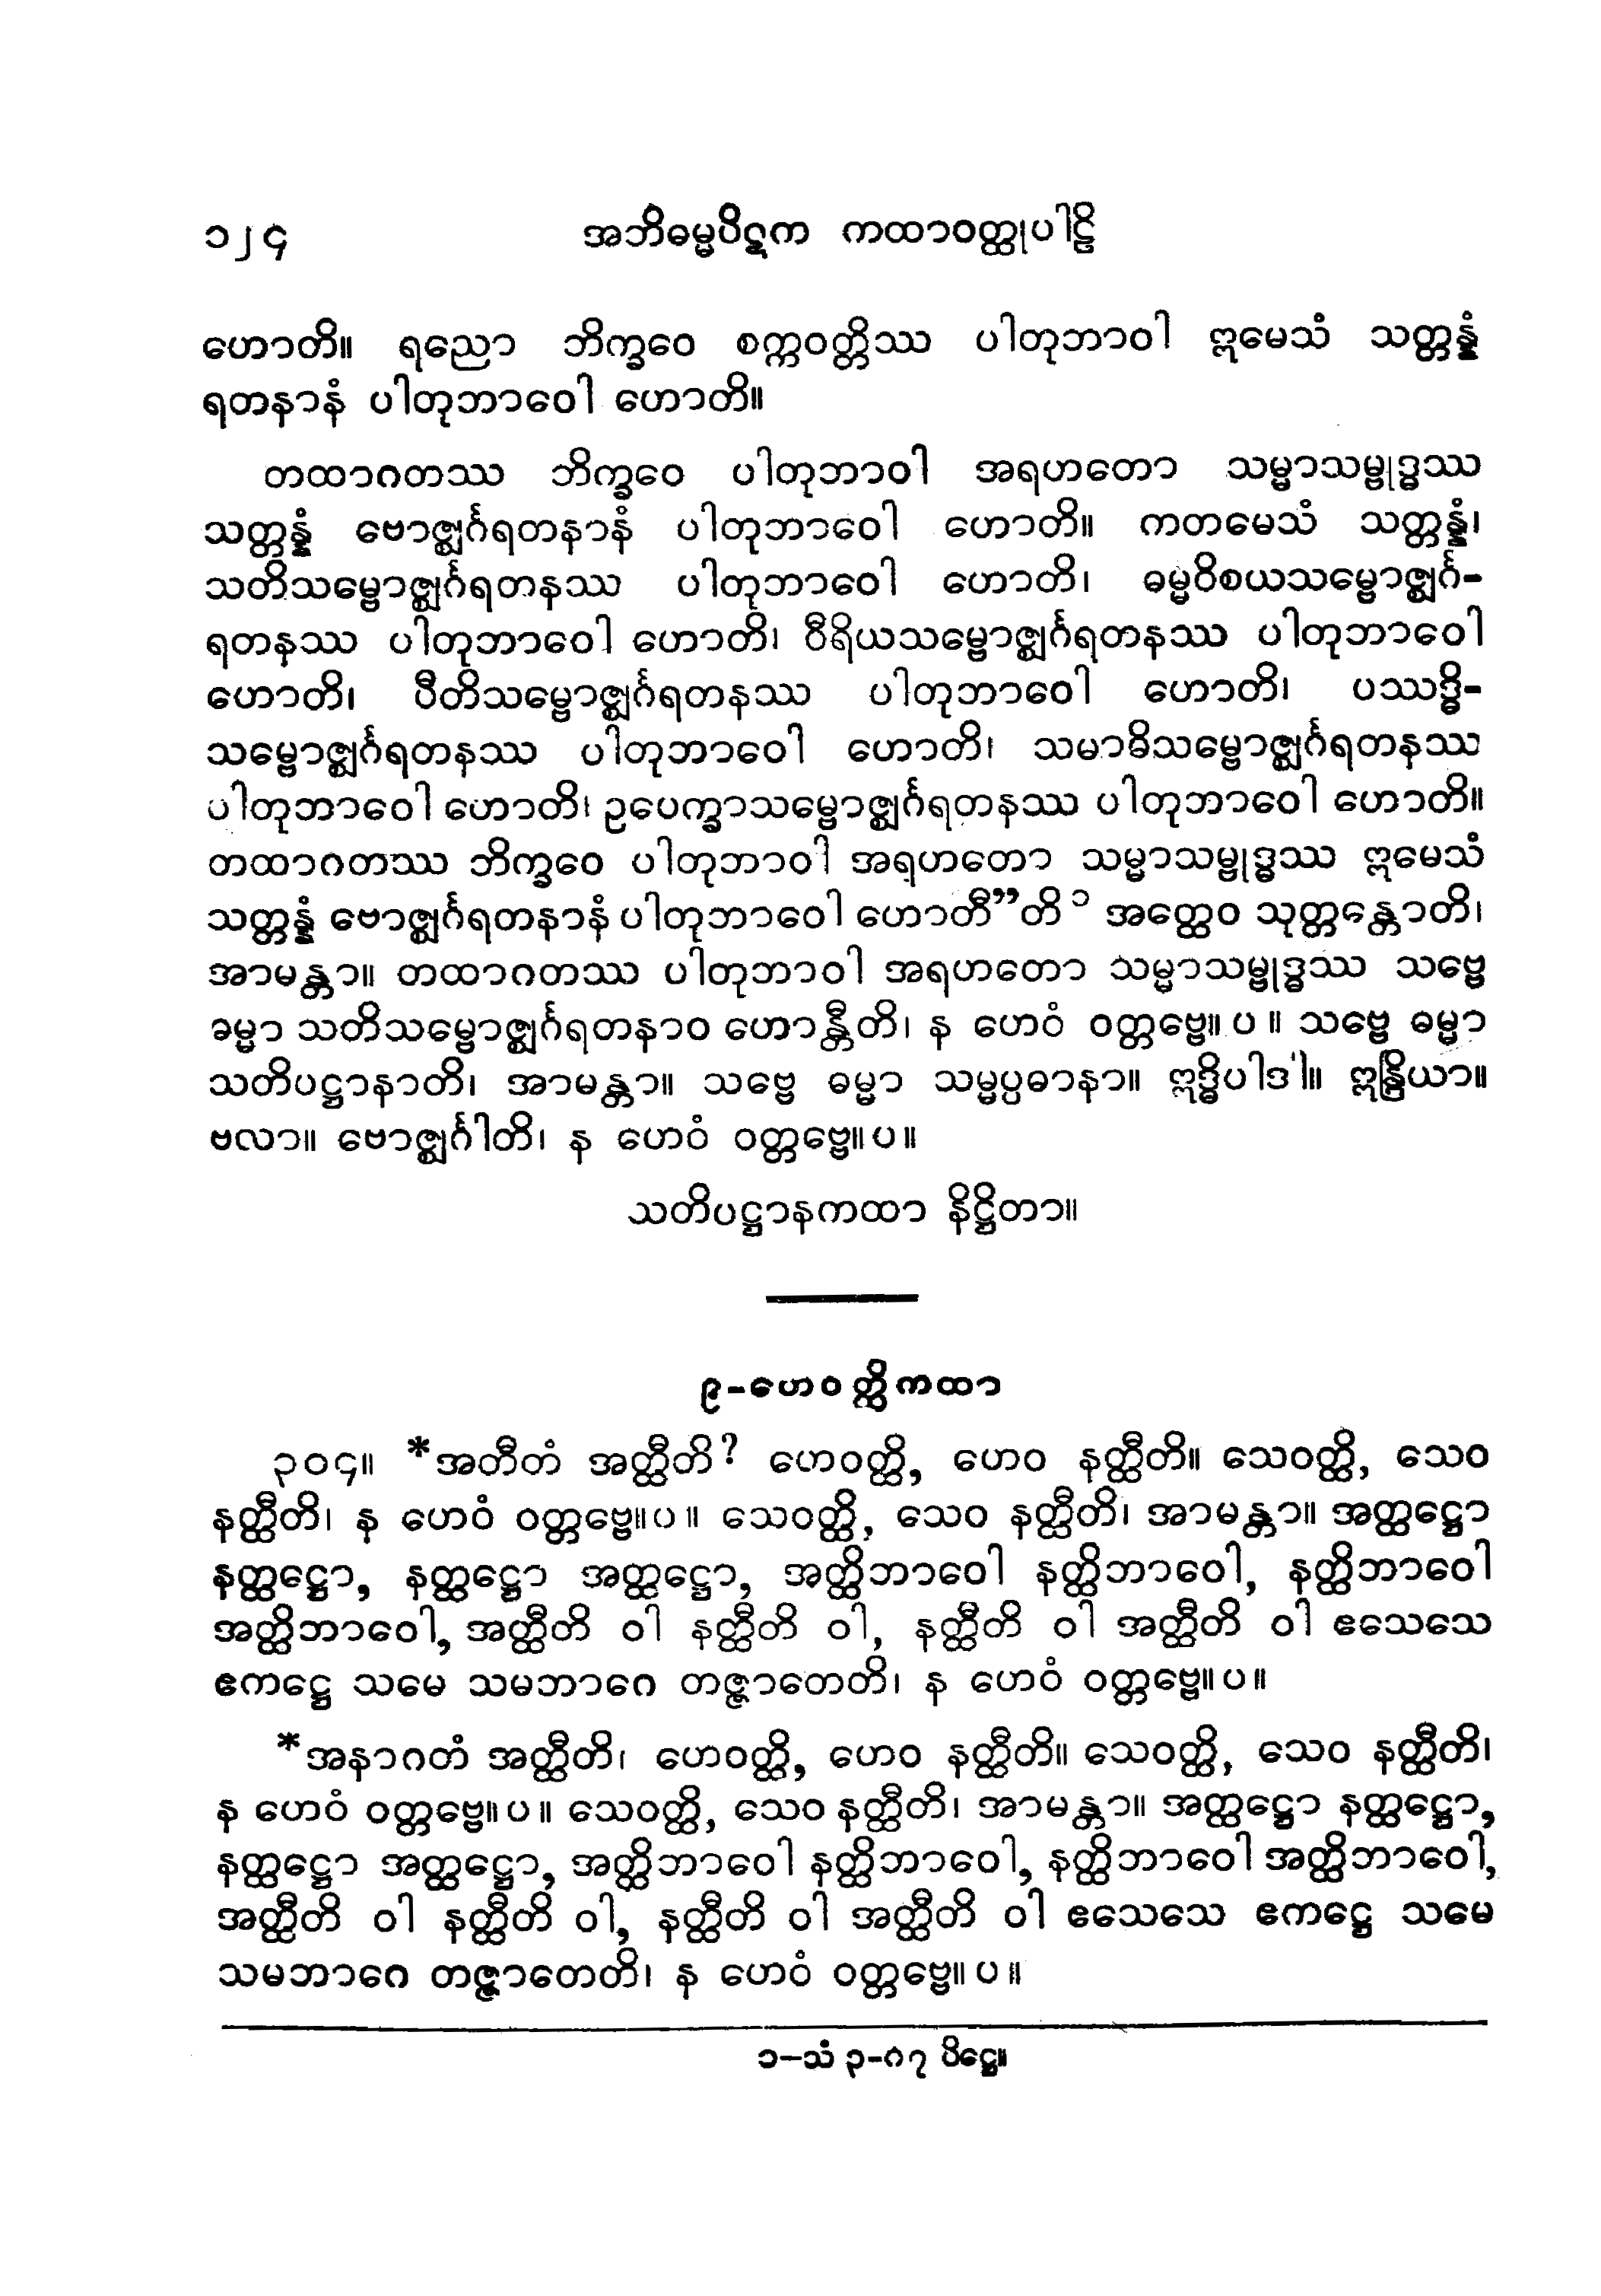 ၁၂၄ အဘိဓမ္မပိဋက ကထာဝတ္ထုပါဠိ
ဟောတိ။ ရညော ဘိက္ခဝေ စက္ကဝတ္တိဿ ပါတုဘာဝါ ဣမေသံ သတ္တန္နံ
ရတနာနံ ပါတုဘာဝေါ ဟောတိ။
တထာဂတဿ ဘိက္ခဝေ ပါတုဘာဝါ အရဟတော သမ္မာသမ္ဗုဒ္ဓဿ
သတ္တန္နံ ဗောဇ္ဈင်္ဂရတနာနံ ပါတုဘာဝေါ ဟောတိ။ ကတမေသံ သတ္တန္နံ၊
သတိသမ္ဗောဇ္ဈင်္ဂရတနဿ ပါတုဘာဝေါ ဟောတိ၊ ဓမ္မဝိစယသမ္ဗောဇ္ဈင်္ဂ-
ရတနဿ ပါတုဘာဝေါ ဟောတိ၊ ဝီရိယသမ္ဗောဇ္ဈင်္ဂရတနဿ ပါတုဘာဝေါ
ဟောတိ၊ ပီတိသမ္ဗောဇ္ဈင်္ဂရတနဿ ပါတုဘာဝေါ ဟောတိ၊ ပဿဒ္ဓိ-
သမ္ဗောဇ္ဈင်္ဂရတနဿ ပါတုဘာဝေါ ဟောတိ၊ သမာဓိသမ္ဗောဇ္ဈင်္ဂရတနဿ
ပါတုဘာဝေါ ဟောတိ၊ ဥပေက္ခာသမ္ဗောဇ္ဈင်္ဂရတနဿ ပါတုဘာဝေါ ဟောတိ။
တထာဂတဿ ဘိက္ခဝေ ပါတုဘာဝါ အရဟတော သမ္မာသမ္ဗုဒ္ဓဿ ဣမေသံ
သတ္တန္နံ ဗောဇ္ဈင်္ဂရတနာနံ ပါတုဘာဝေါ ဟောတီ”တိ ၁ အတ္ထေဝ သုတ္တန္တောတိ၊
အာမန္တာ။ တထာဂတဿ ပါတုဘာဝါ အရဟတော သမ္မာသမ္ဗုဒ္ဓဿ သဗ္ဗေ
ဓမ္မာ သတိသမ္ဗောဇ္ဈင်္ဂရတနာဝ ဟောန္တီတိ၊ န ဟေဝံ ဝတ္တဗ္ဗေ။ပ။ သဗ္ဗေ ဓမ္မာ
သတိပဋ္ဌာနာတိ၊ အာမန္တာ။ သဗ္ဗေ ဓမ္မာ သမ္မပ္ပဓာနာ။ ဣဒ္ဓိပါဒါ။ ဣန္ဒြိယာ။
ဗလာ။ ဗောဇ္ဈင်္ဂါတိ၊ န ဟေဝံ ဝတ္တဗ္ဗေ။ပ။
သတိပဋ္ဌာနကထာ နိဋ္ဌိတာ။
၉-ဟေဝတ္ထိကထာ
၃၀၄။ *အတီတံ အတ္ထီတိ? ဟေဝတ္ထိ, ဟေဝ နတ္ထီတိ။ သေဝတ္ထိ, သေဝ
နတ္ထီတိ၊ န ဟေဝံ ဝတ္တဗ္ဗေ။ပ။ သေဝတ္ထိ, သေဝ နတ္ထီတိ၊ အာမန္တာ။ အတ္ထဋ္ဌော
နတ္ထဋ္ဌော, နတ္ထဋ္ဌော အတ္ထဋ္ဌော, အတ္ထိဘာဝေါ နတ္ထိဘာဝေါ, နတ္ထိဘာဝေါ
အတ္ထိဘာဝေါ, အတ္ထီတိ ဝါ နတ္ထီတိ ဝါ, နတ္ထီတိ ဝါ အတ္ထီတိ ဝါ ဧသေသေ
ဧကဋ္ဌေ သမေ သမဘာဂေ တဇ္ဇာတေတိ၊ န ဟေဝံ ဝတ္တဗ္ဗေ။ပ။
*အနာဂတံ အတ္ထီတိ၊ ဟေဝတ္ထိ, ဟေဝ နတ္ထီတိ။ သေဝတ္ထိ, သေဝ နတ္ထီတိ၊
န ဟေဝံ ဝတ္တဗ္ဗေ။ပ။ သေဝတ္ထိ, သေဝ နတ္ထီတိ၊ အာမန္တာ။ အတ္ထဋ္ဌော နတ္ထဋ္ဌော,
နတ္ထဋ္ဌော အတ္ထဋ္ဌော, အတ္ထိဘာဝေါ နတ္ထိဘာဝေါ, နတ္ထိဘာဝေါ အတ္ထိဘာဝေါ,
အတ္ထီတိ ဝါ နတ္ထီတိ ဝါ, နတ္ထီတိ ဝါ အတ္ထီတိ ဝါ ဧသေသေ ဧကဋ္ဌေ သမေ
သမဘာဂေ တဇ္ဇာတေတိ၊ န ဟေဝံ ဝတ္တဗ္ဗေ။ပ။
၁-သံ ၃-၈၇ ပိဋ္ဌေ။